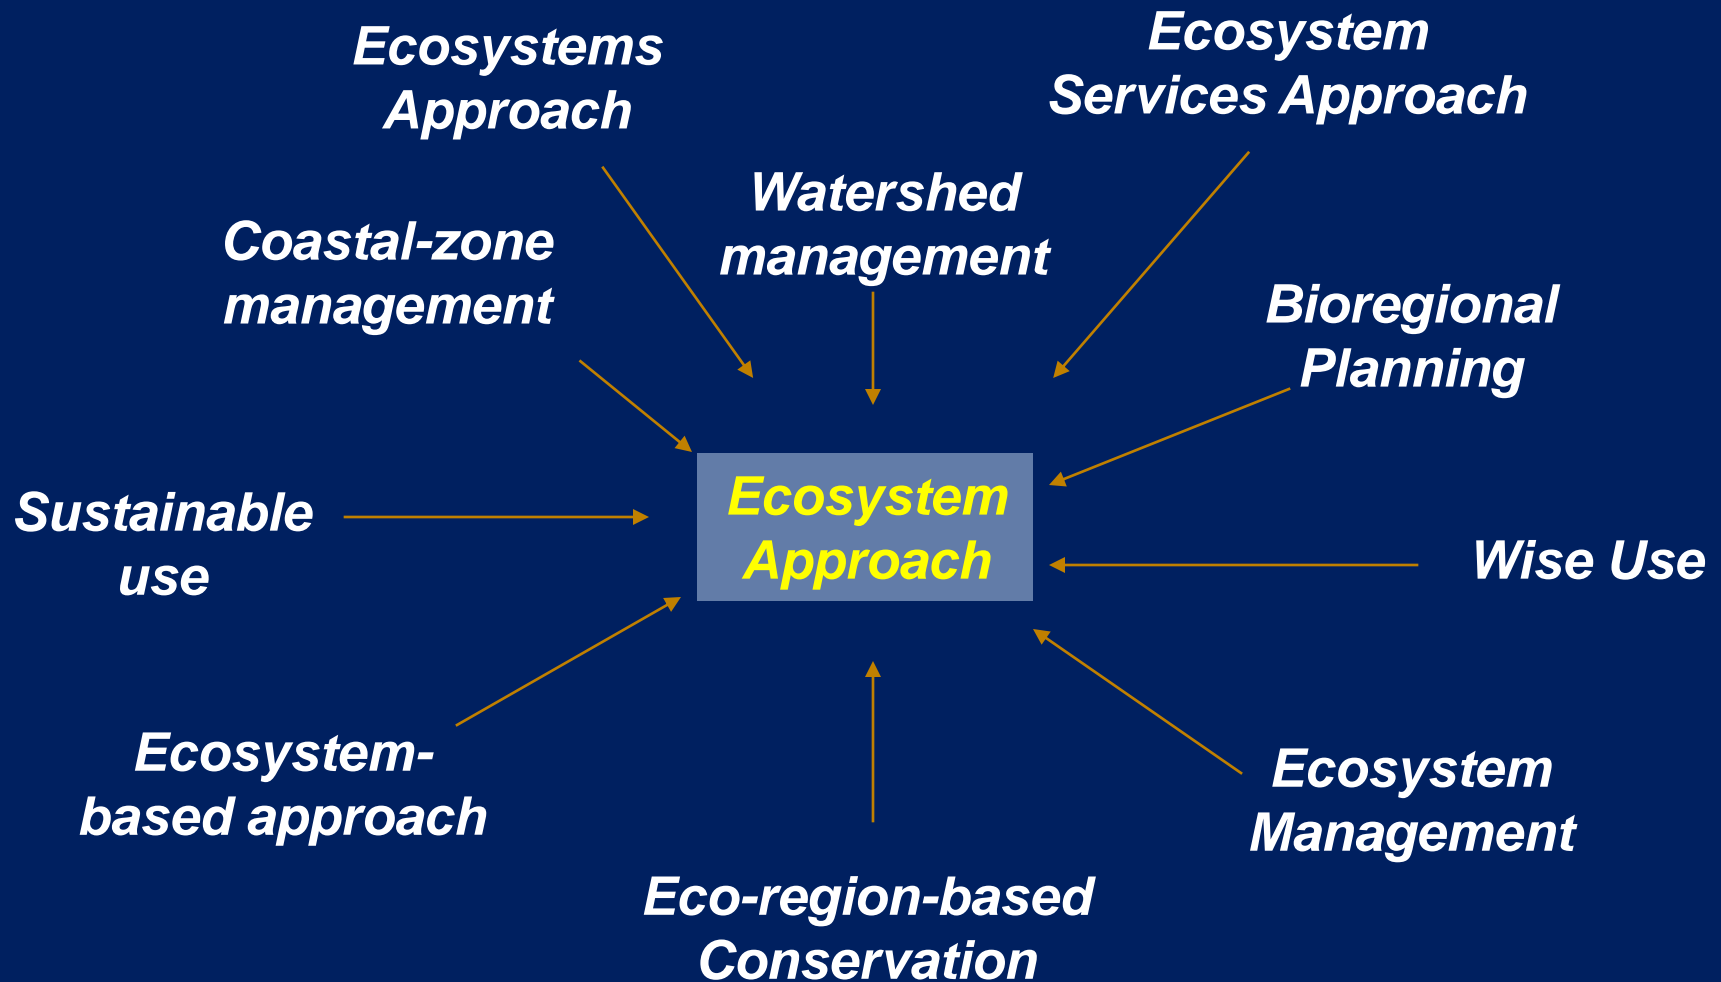 Ecosystems
Approach
Ecosystem
Services Approach
Watershed
management
Coastal-zone
management
Bioregional
Planning
Ecosystem
Approach
Sustainable
use
Wise Use
Ecosystem-
based approach
Ecosystem
Management
Eco-region-based
Conservation